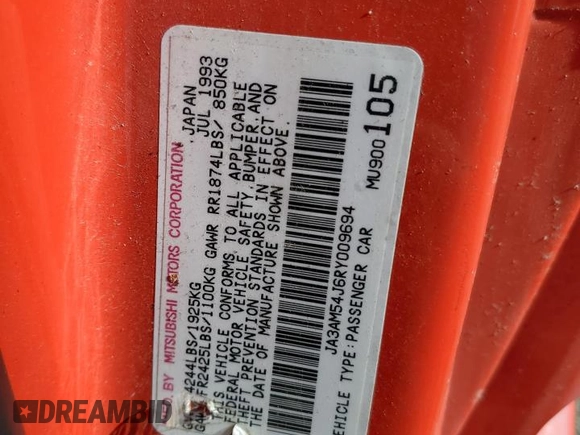 D. BY MITSUBISHI MOTORS CORPORATION JAPAN
JUL 1993
4244LBS/1925KG
FR2425LBS/1100KG GAWR RR1874LBS/ 850KG
THIS VEHICLE CONFORMS TO ALL APPLICABLE
FEDERAL MOTOR VEHICLE SAFETY, BUMPER, AND
THEFT PREVENTION STANDARDS IN EFFECT ON
THE DATE OF MANUFACTURE SHOWN ABOVE.
JA3AM54J6RY009694
VEHICLE TYPE:PASSENGER CAR
MU900105
DREAMBID